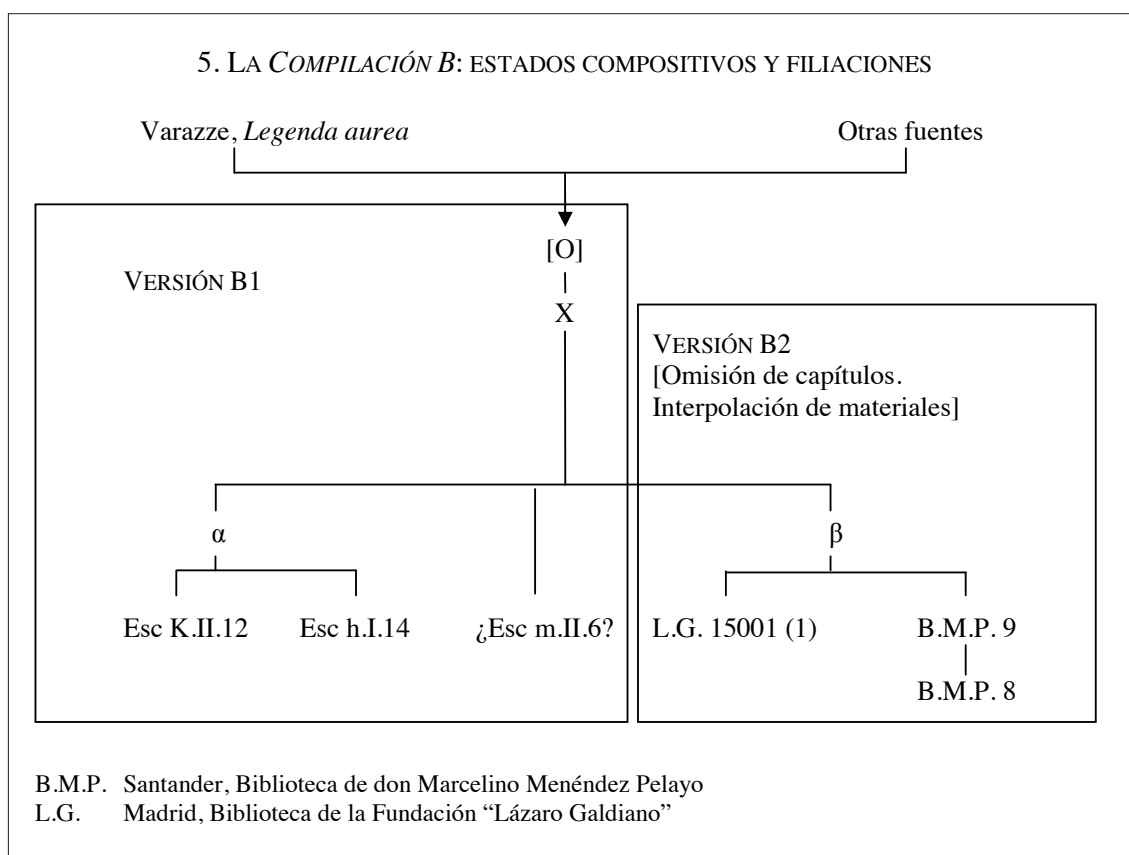 5. LA COMPILACIÓN B: ESTADOS COMPOSITIVOS Y FILIACIONES
Varazze, Legenda aurea
Otras fuentes
[O]
VERSIÓN B1
X
VERSIÓN B2
[Omisión de capítulos.
Interpolación de materiales]
α
β
Esc K.II.12
Esc h.I.14
¿Esc m.II.6?
L.G. 15001 (1)
B.M.P. 9
B.M.P. 8
B.M.P. Santander, Biblioteca de don Marcelino Menéndez Pelayo
L.G. Madrid, Biblioteca de la Fundación “Lázaro Galdiano”